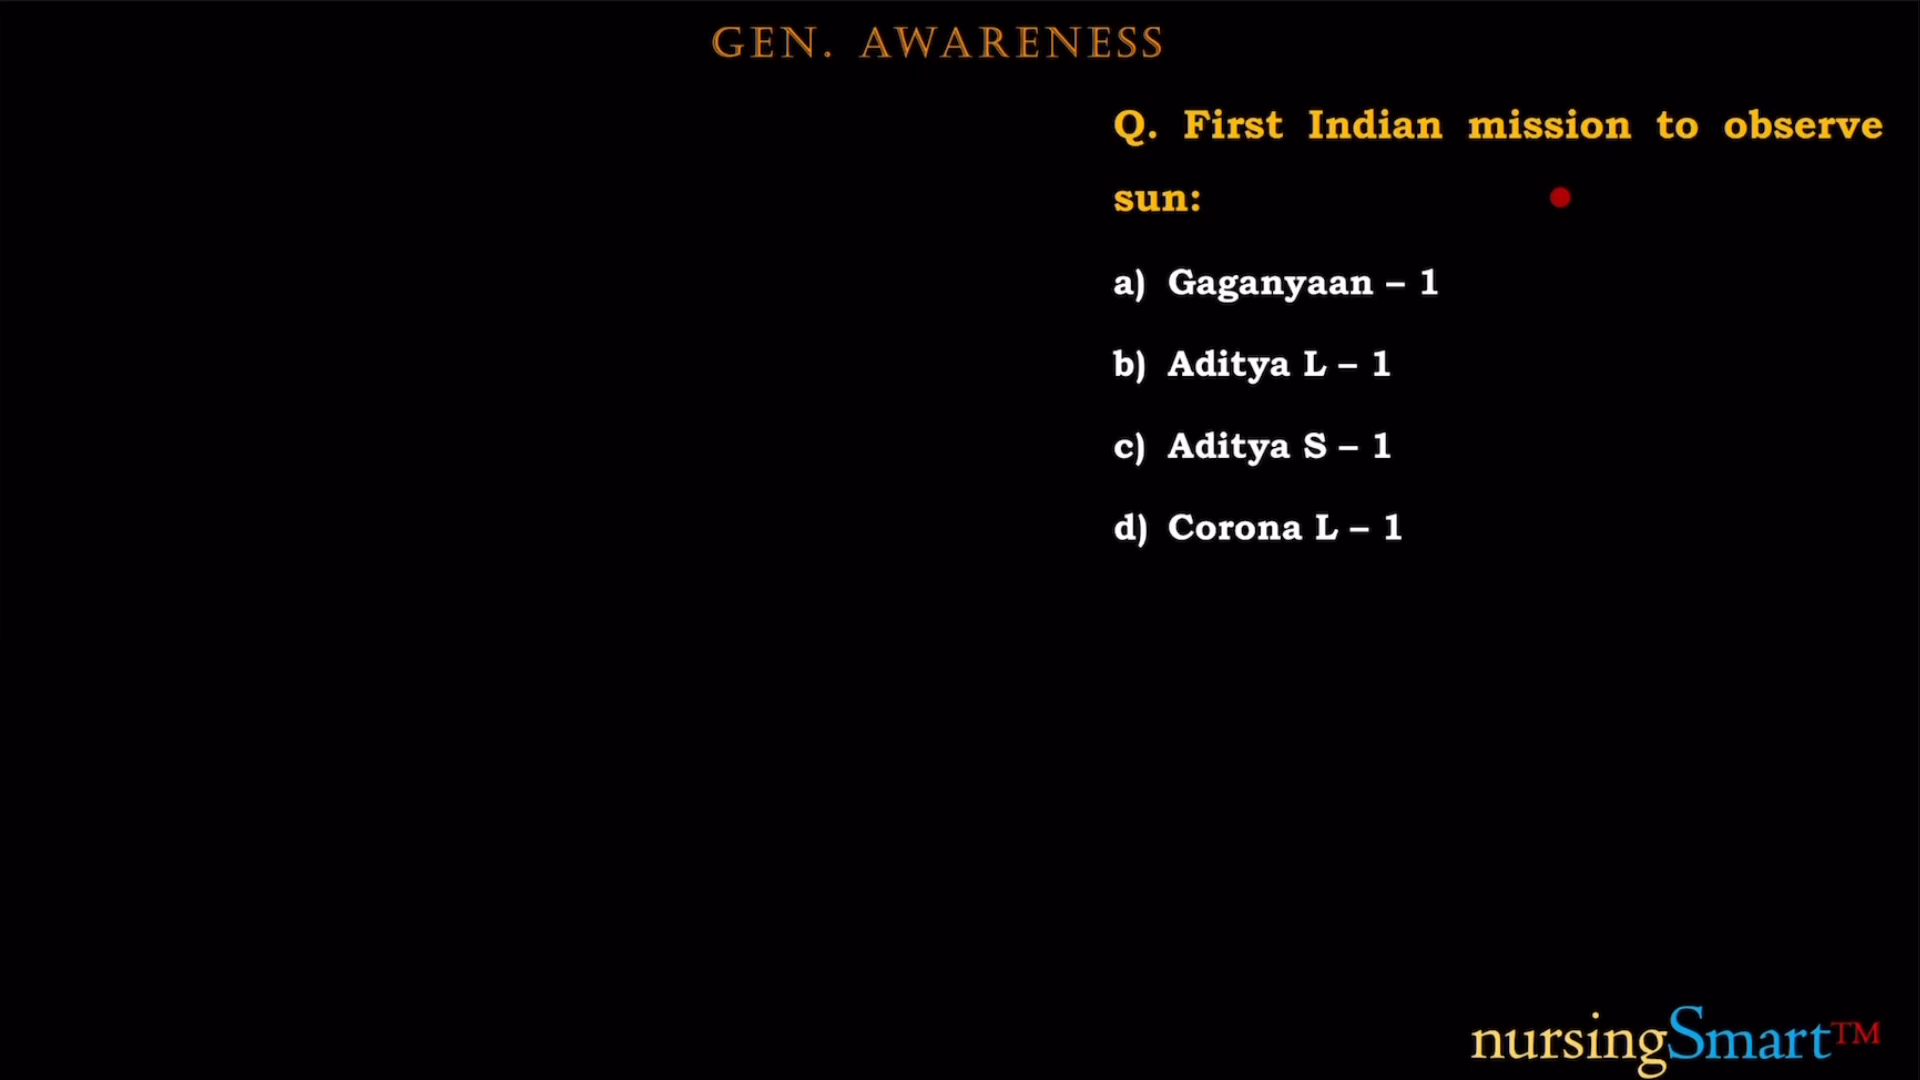 GEN. AWARENESS
Q. First Indian mission to observe
sun:
a) Gaganyaan – 1
b) Aditya L – 1
c) Aditya S – 1
d) Corona L – 1
nursingSmart™